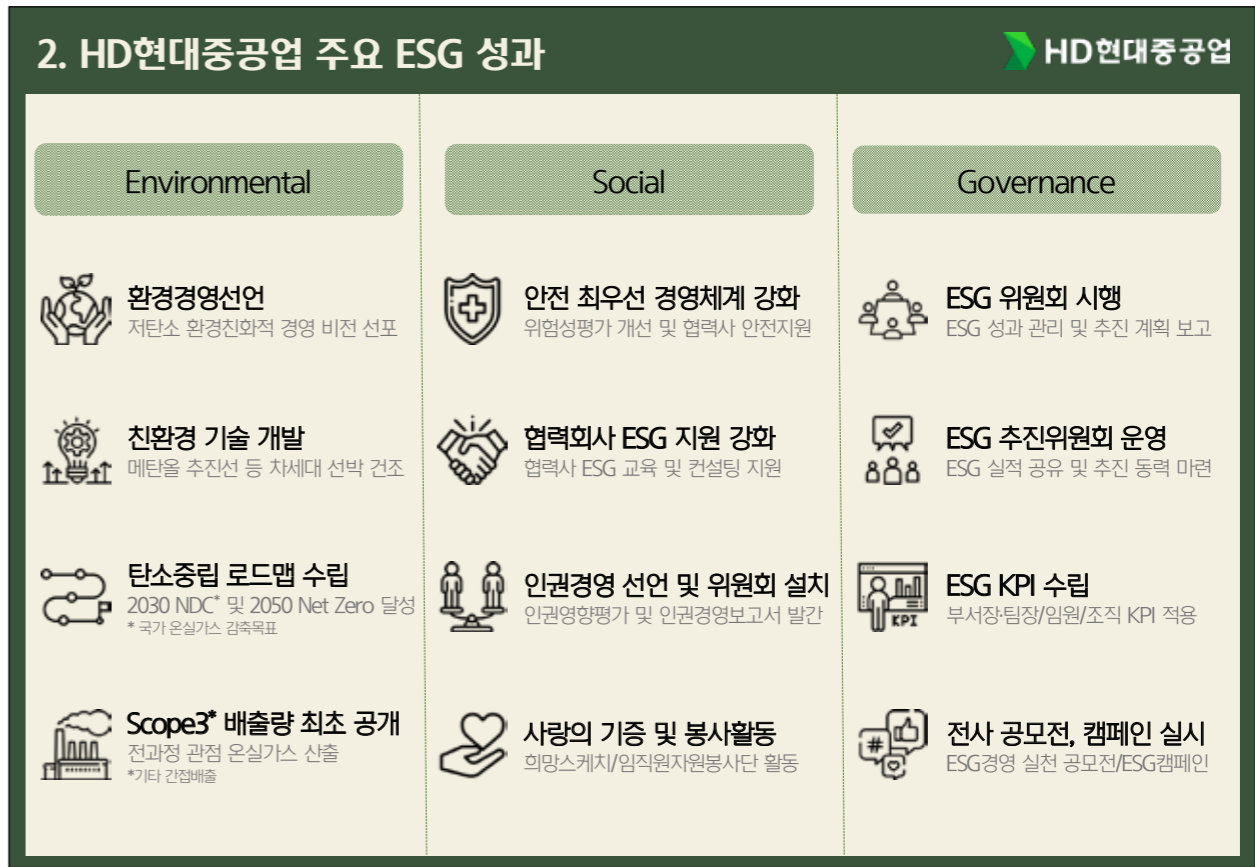 2. HD현대중공업 주요 ESG 성과
HD현대중공업
Environmental
환경경영선언
저탄소 환경친화적 경영 비전 선포
친환경 기술 개발
메탄올 추진선 등 차세대 선박 건조
탄소중립 로드맵 수립
2030 NDC* 및 2050 Net Zero 달성
* 국가 온실가스 감축목표
Scope3* 배출량 최초 공개
전과정 관점 온실가스 산출
*기타 간접배출
Social
안전 최우선 경영체계 강화
위험성평가 개선 및 협력사 안전지원
협력회사 ESG 지원 강화
협력사 ESG 교육 및 컨설팅 지원
인권경영 선언 및 위원회 설치
인권영향평가 및 인권경영보고서 발간
사랑의 기증 및 봉사활동
희망스케치/임직원자원봉사단 활동
Governance
ESG 위원회 시행
ESG 성과 관리 및 추진 계획 보고
ESG 추진위원회 운영
ESG 실적 공유 및 추진 동력 마련
KPI
ESG KPI 수립
부서장·팀장/임원/조직 KPI 적용
#
전사 공모전, 캠페인 실시
ESG경영 실천 공모전/ESG캠페인